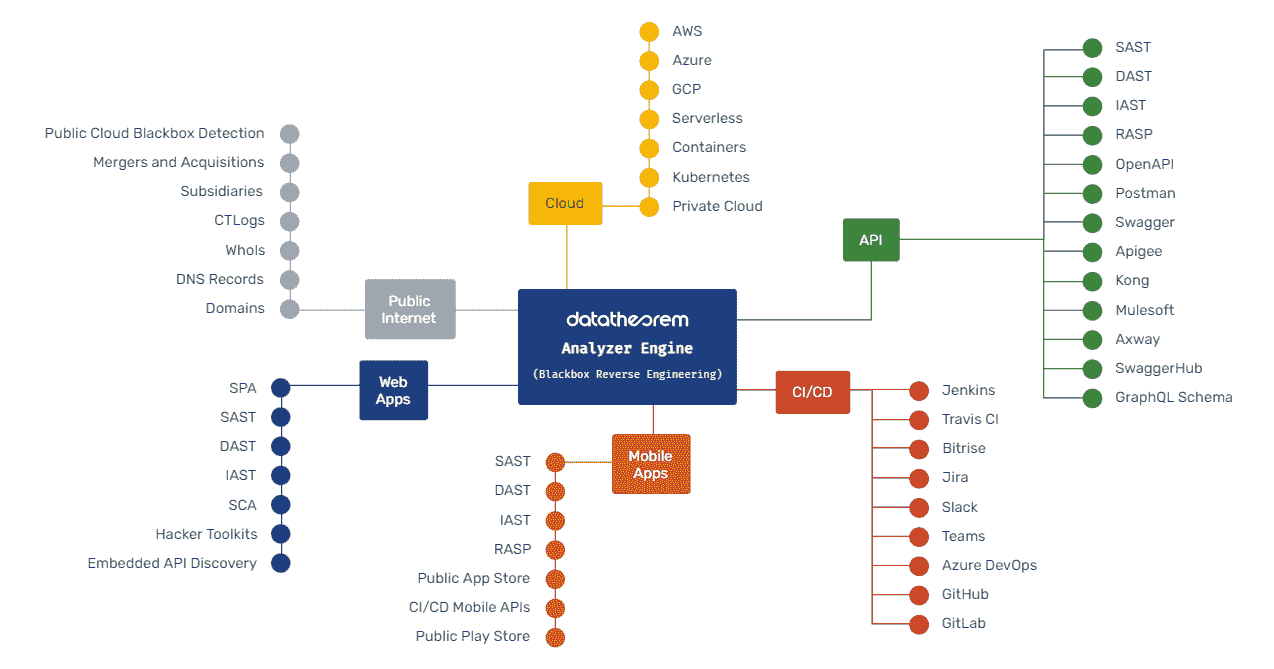 AWS
Azure
GCP
Serverless
Containers
Kubernetes
Private Cloud
Cloud
Public Cloud Blackbox Detection
Mergers and Acquisitions
Subsidiaries
CTLogs
WhoIs
DNS Records
Domains
Public
Internet
SAST
DAST
IAST
RASP
OpenAPI
Postman
Swagger
Apigee
Kong
Mulesoft
Axway
SwaggerHub
GraphQL Schema
API
datatheorem
Analyzer Engine
(Blackbox Reverse Engineering)
Web
Apps
SPA
SAST
DAST
IAST
SCA
Hacker Toolkits
Embedded API Discovery
Mobile
Apps
SAST
DAST
IAST
RASP
Public App Store
CI/CD Mobile APIs
Public Play Store
CI/CD
Jenkins
Travis CI
Bitrise
Jira
Slack
Teams
Azure DevOps
GitHub
GitLab